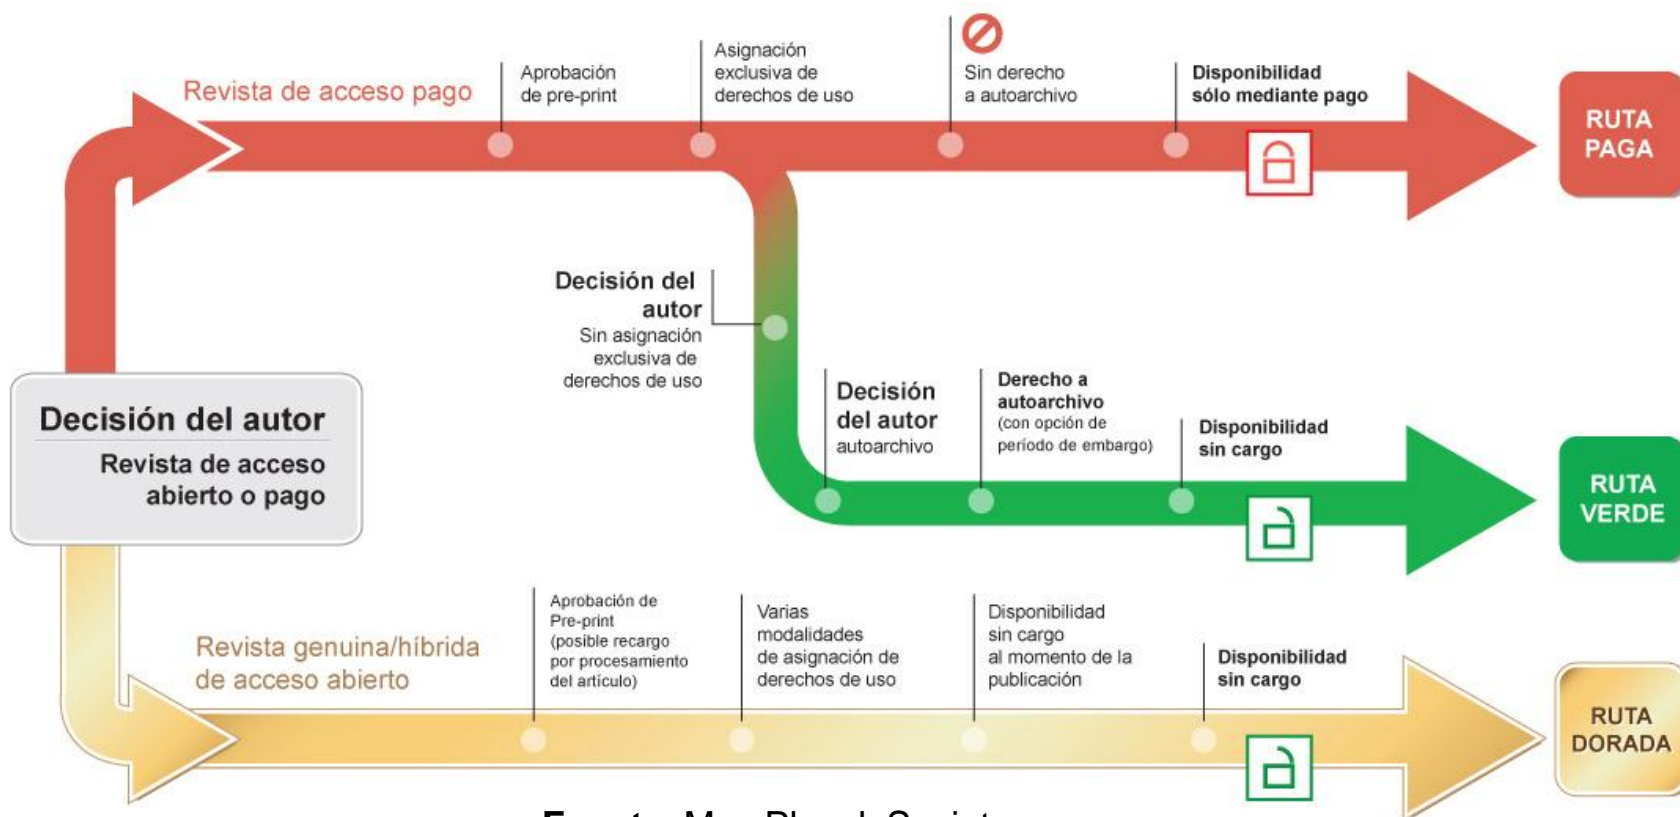 Revista de acceso pago
Aprobación
de pre-print
Asignación
exclusiva de
derechos de uso
Sin derecho
a autoarchivo
Disponibilidad
sólo mediante pago
RUTA
PAGA
Decisión del
autor
Sin asignación
exclusiva de
derechos de uso
Decisión
del autor
autoarchivo
Derecho a
autoarchivo
(con opción de
período de embargo)
Disponibilidad
sin cargo
RUTA
VERDE
Decisión del autor
Revista de acceso
abierto o pago
Revista genuina/híbrida
de acceso abierto
Aprobación de
Pre-print
(posible recargo
por procesamiento
del artículo)
Varias
modalidades
de asignación de
derechos de uso
Disponibilidad
sin cargo
al momento de la
publicación
Disponibilidad
sin cargo
RUTA
DORADA